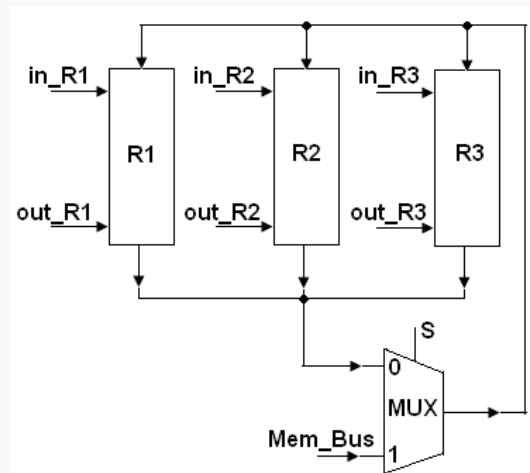 in_R1
in_R2
in_R3
R1
R2
R3
out_R1
out_R2
out_R3
S
0
MUX
Mem_Bus
1